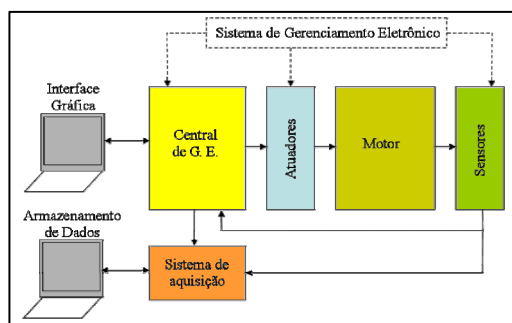 Sistema de Gerenciamento Eletrônico
Interface
Gráfica
Central
de G. E.
Atuadores
Motor
Sensores
Armazenamento
de Dados
Sistema de
aquisição